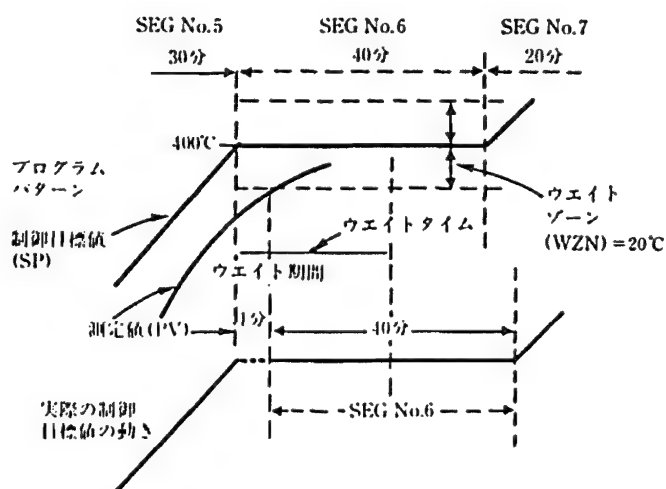 SEG No.5 SEG No.6 SEG No.7
30分 40分 20分
400℃
プログラム
パターン
制御目標値
(SP)
ウエイト
ゾーン
(WZN)=20℃
ウエイトタイム
ウエイト期間
測定値(PV)
1分 40分
SEG No.6
実際の制御
目標値の動き